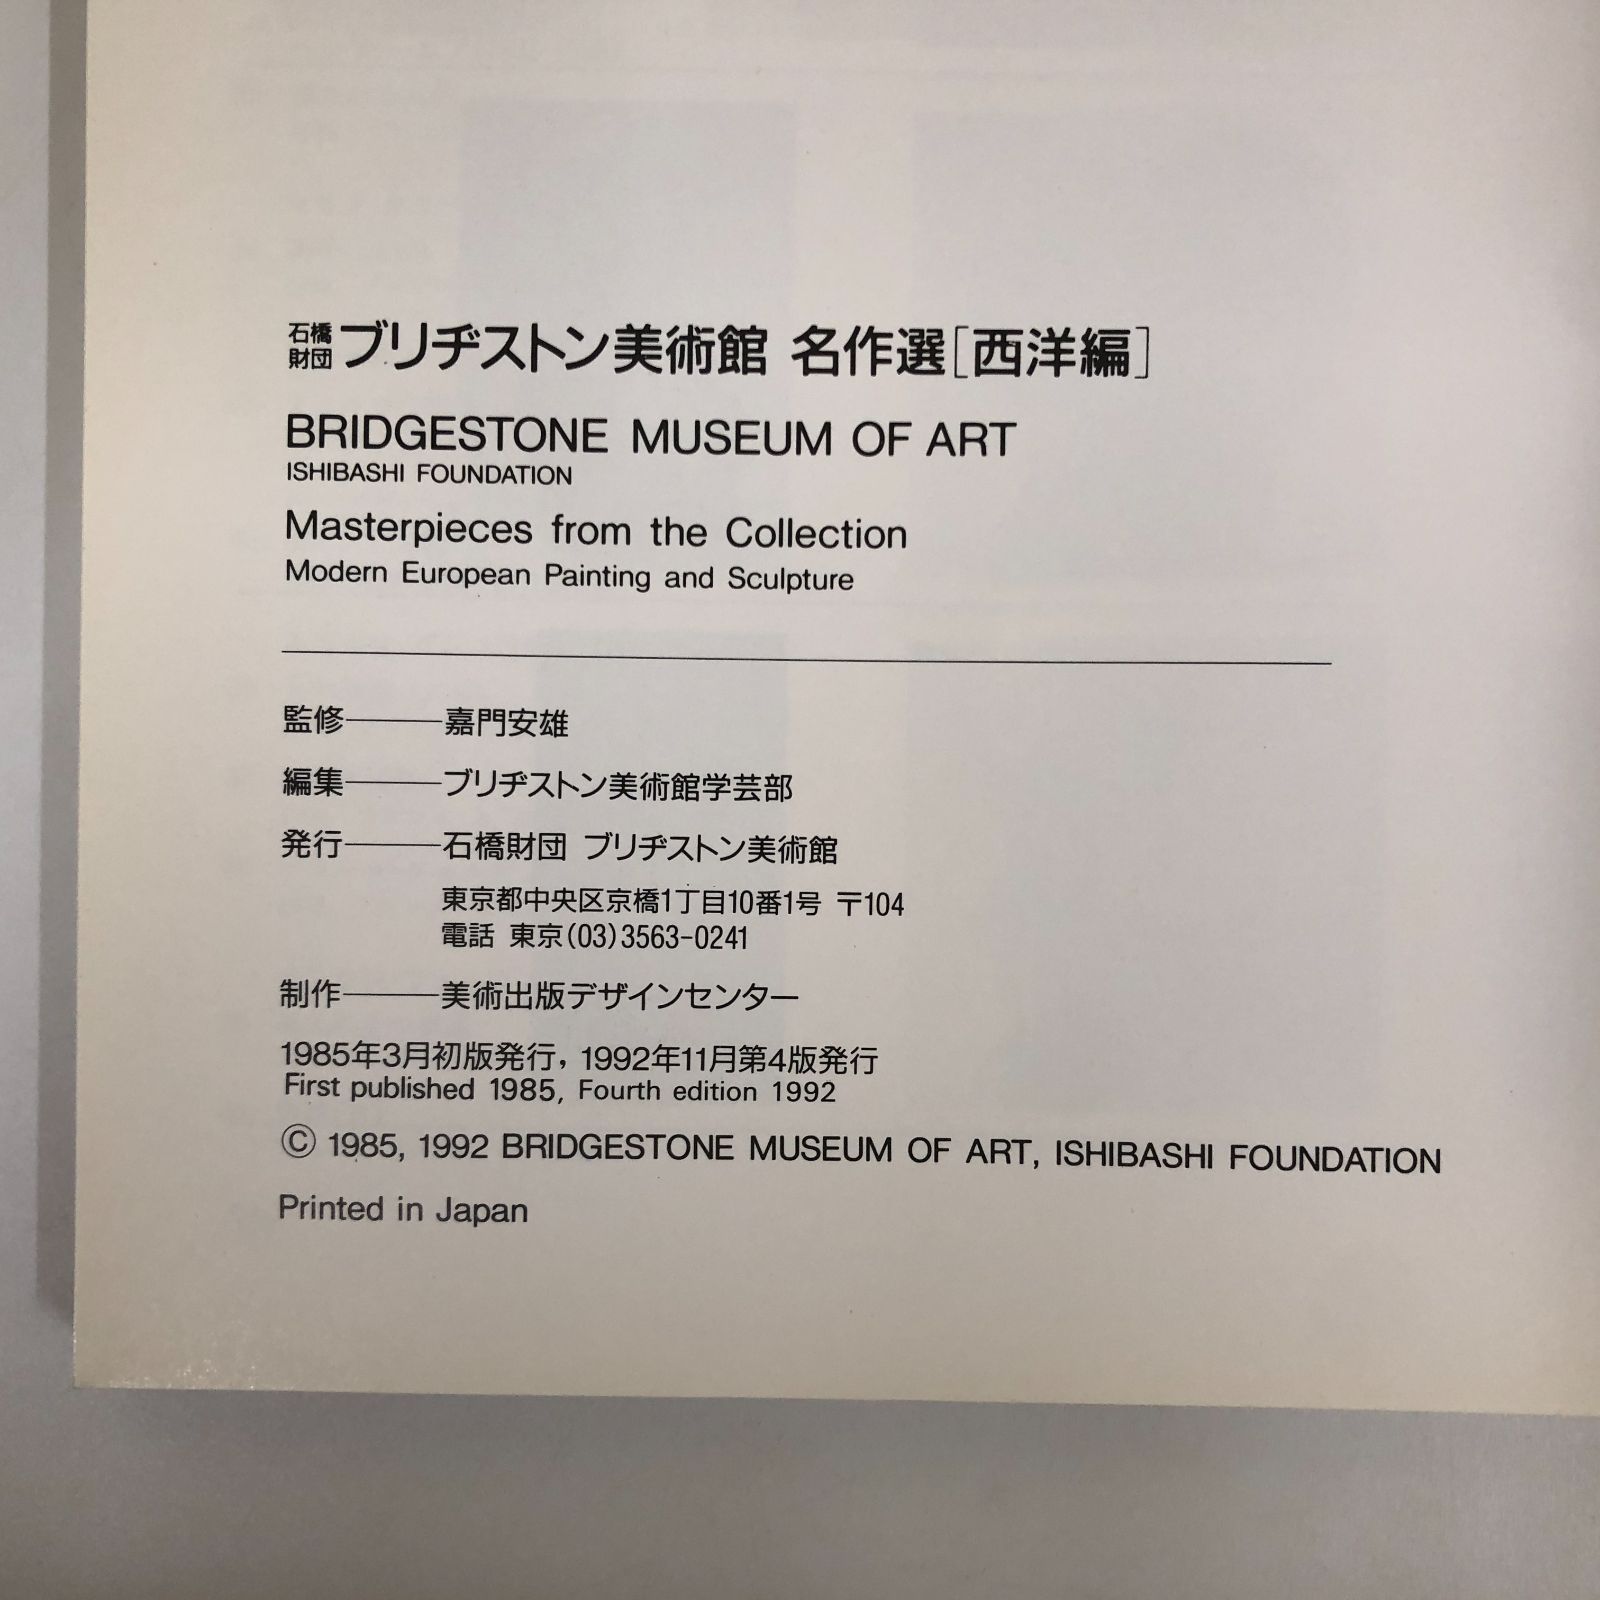 石橋財団 ブリヂストン美術館 名作選[西洋編]
BRIDGESTONE MUSEUM OF ART
ISHIBASHI FOUNDATION
Masterpieces from the Collection
Modern European Painting and Sculpture
監修———嘉門安雄
編集———ブリヂストン美術館学芸部
発行———石橋財団 ブリヂストン美術館
東京都中央区京橋1丁目10番1号 〒104
電話 東京(03)3563-0241
制作———美術出版デザインセンター
1985年3月初版発行, 1992年11月第4版発行
First published 1985, Fourth edition 1992
© 1985, 1992 BRIDGESTONE MUSEUM OF ART, ISHIBASHI FOUNDATION
Printed in Japan